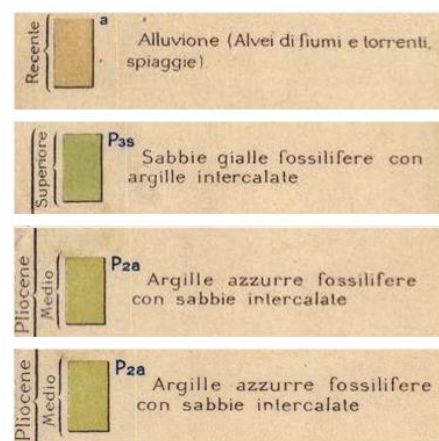 Recente
a
Alluvione (Alvei di fiumi e torrenti,
spiaggie)
Superiore
P3s
Sabbie gialle fossilifere con
argille intercalate
Pliocene
Medio
P2a
Argille azzurre fossilifere
con sabbie intercalate
Pliocene
Medio
P2a
Argille azzurre fossilifere
con sabbie intercalate